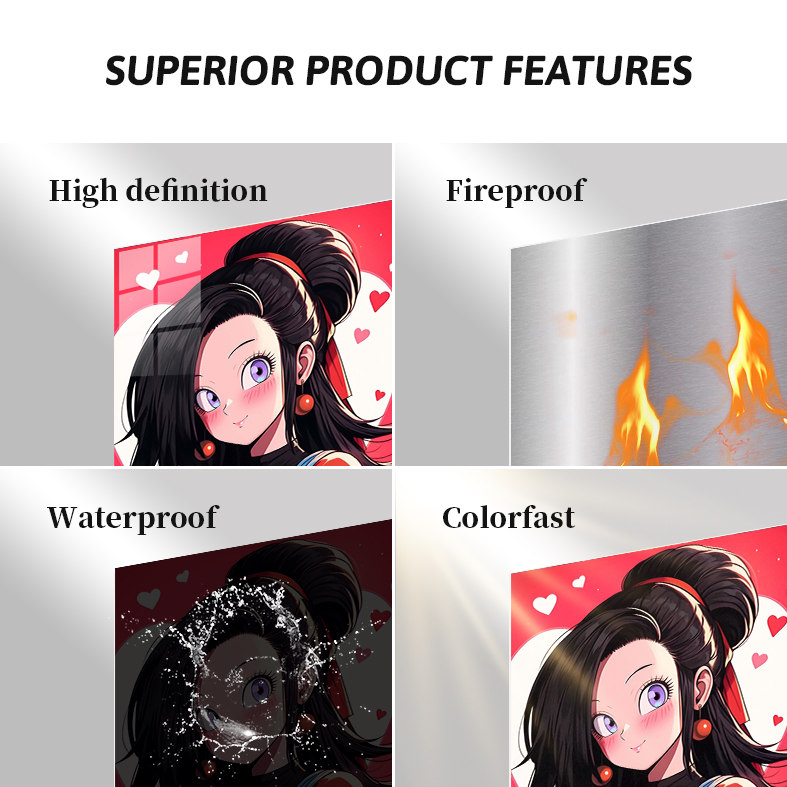 SUPERIOR PRODUCT FEATURES
High definition
Fireproof
Waterproof
Colorfast